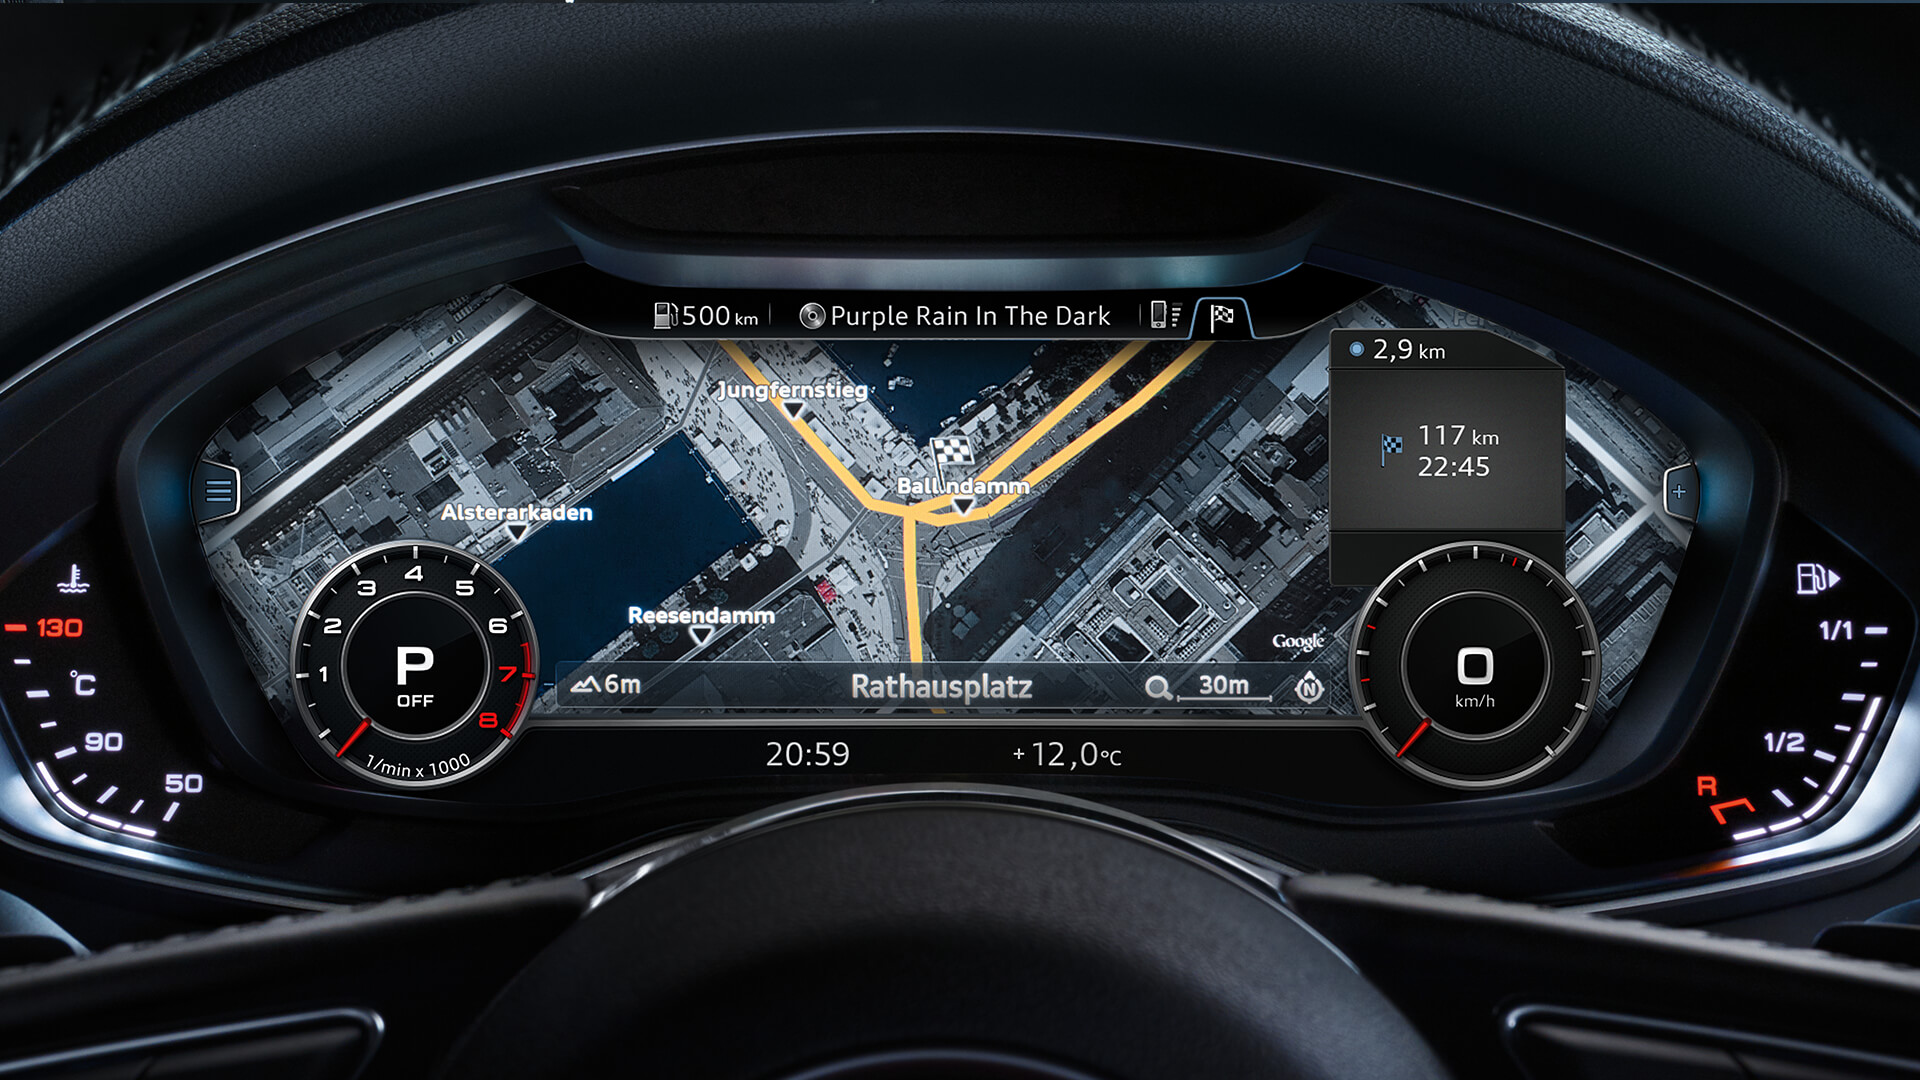 500 km
Purple Rain In The Dark
2,9 km
117 km
22:45
Jungfernstieg
Ballindamm
Alsterarkaden
Reesendamm
Google
6m
Rathausplatz
30m
N
1
2
3
4
5
6
7
8
P
OFF
1/min x 1000
0
km/h
20:59
+12,0°C
130
°C
90
50
1/1
1/2
R